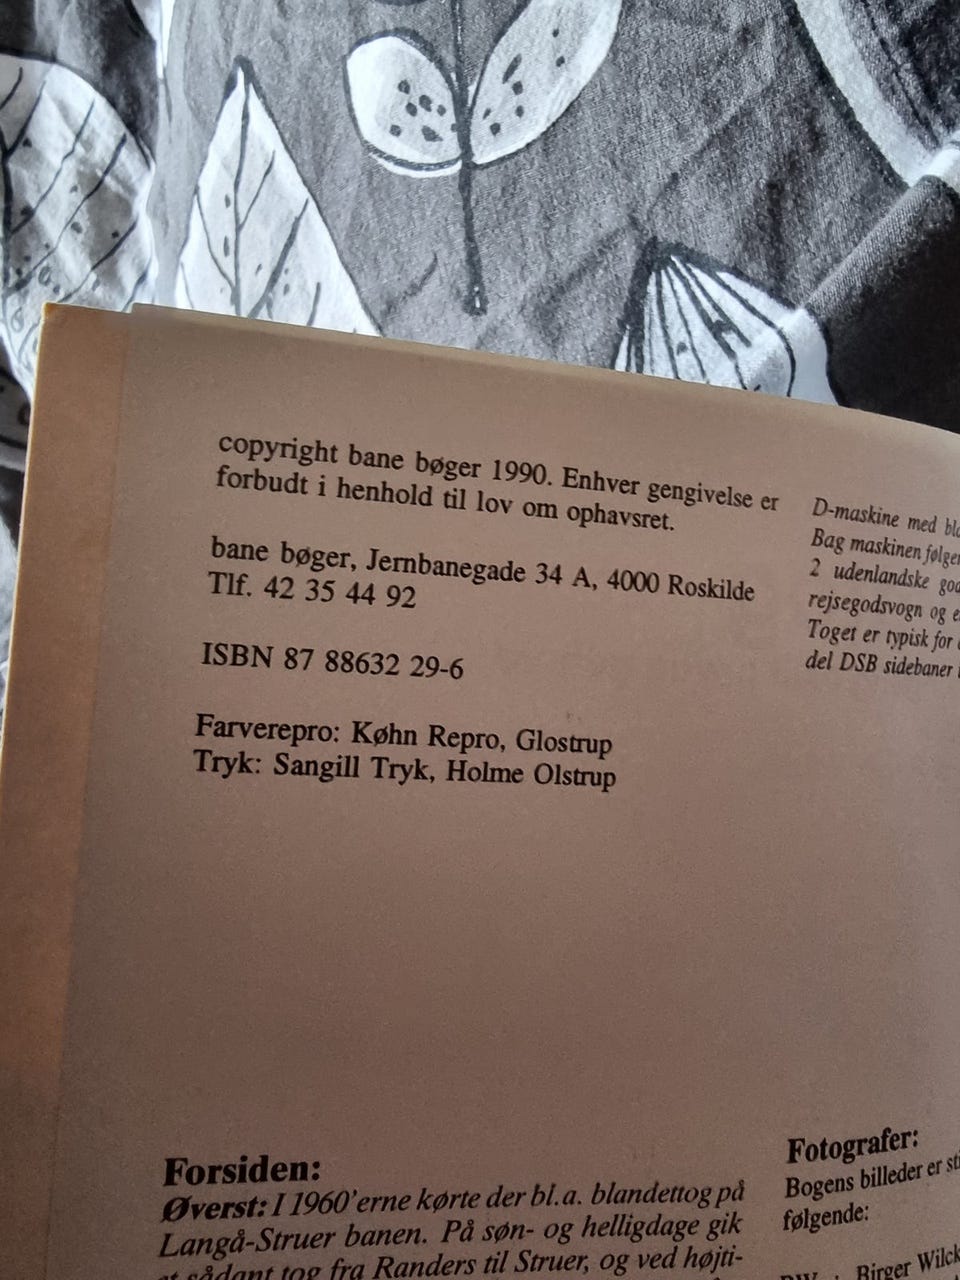 copyright bane bøger 1990. Enhver gengivelse er
forbudt i henhold til lov om ophavsret.
bane bøger, Jernbanegade 34 A, 4000 Roskilde
Tlf. 42 35 44 92
ISBN 87 88632 29-6
Farverepro: Køhn Repro, Glostrup
Tryk: Sangill Tryk, Holme Olstrup
D-maskine med
Bag maskinen følger
2 udenlandske
rejsegodsvogn og
Toget er typisk for
del DSB sidebaner
Forsiden:
Øverst: I 1960'erne kørte der bl.a. blandettog på
Langå-Struer banen. På søn- og helligdage gik
et sådant tog fra Randers til Struer, og ved højti-
Fotografer:
Bogens billeder er
følgende:
Birger